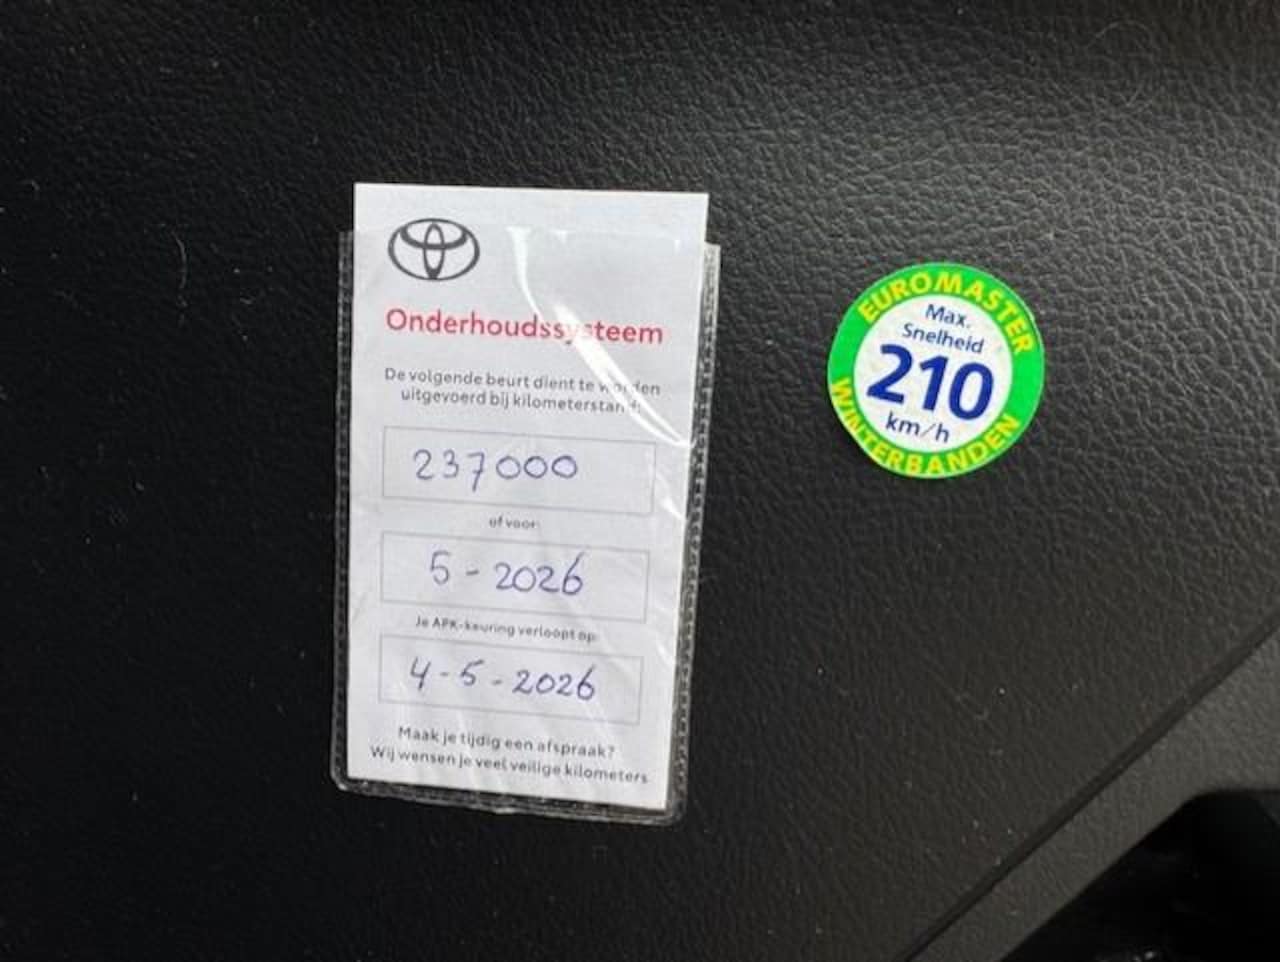 Onderhoudssysteem
De volgende beurt dient te worden
uitgevoerd bij kilometerstand:
237000
of voor:
5-2026
Je APK-keuring verloopt op:
4-5-2026
Maak je tijdig een afspraak?
Wij wensen je veel veilige kilometers
EUROMASTER
Max.
Snelheid
210
km/h
WINTERBANDEN